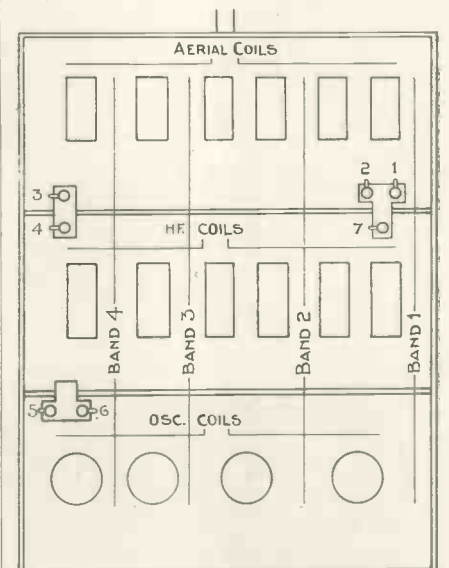 AERIAL COILS
2 1
3
4
7
H.F. COILS
BAND 4
BAND 3
BAND 2
BAND 1
5 6
OSC. COILS